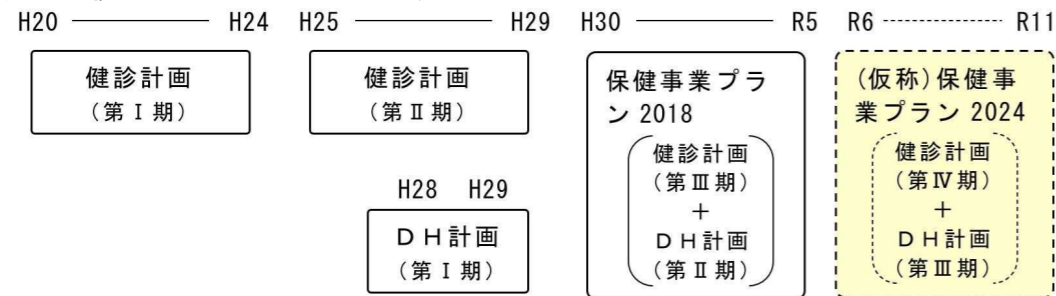 H20 ――― H24 H25 ――――― H29 H30 ――――― R5 R6 ---------------- R11
健診計画
(第Ⅰ期)
健診計画
(第Ⅱ期)
H28 H29
DH計画
(第Ⅰ期)
保健事業プラ
ン 2018
健診計画
(第Ⅲ期)
+
DH計画
(第Ⅱ期)
(仮称)保健事
業プラン 2024
健診計画
(第Ⅳ期)
+
DH計画
(第Ⅲ期)